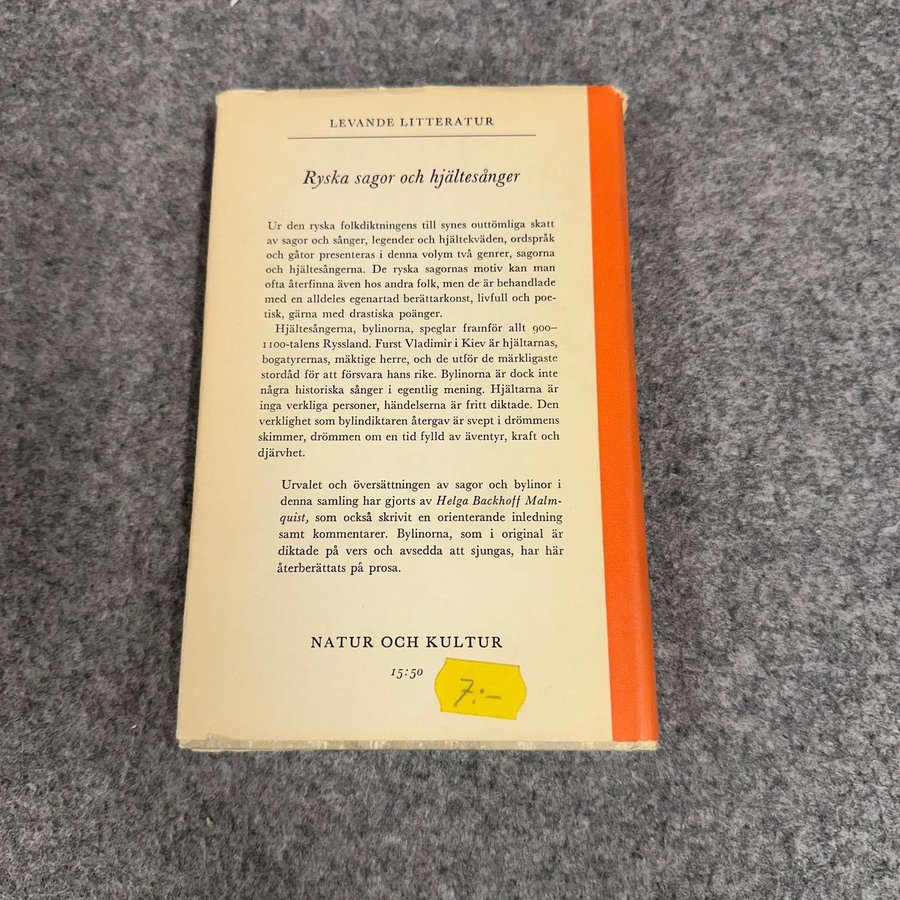 LEVANDE LITTERATUR
Ryska sagor och hjältesånger
Ur den ryska folkdiktningens till synes outtömliga skatt
av sagor och sånger, legender och hjältekväden, ordspråk
och gåtor presenteras i denna volym två genrer, sagorna
och hjältesångerna. De ryska sagornas motiv kan man
ofta återfinna även hos andra folk, men de är behandlade
med en alldeles egenartad berättarkonst, livfull och poe-
tisk, gärna med drastiska poänger.
Hjältesångerna, bylinorna, speglar framför allt 900–
1100-talens Ryssland. Furst Vladimir i Kiev är hjältarnas,
bogatyrernas, mäktige herre, och de utför de märkligaste
stordåd för att försvara hans rike. Bylinorna är dock inte
några historiska sånger i egentlig mening. Hjältarna är
inga verkliga personer, händelserna är fritt diktade. Den
verklighet som bylindiktaren återgav är svept i drömmens
skimmer, drömmen om en tid fylld av äventyr, kraft och
djärvhet.
Urvalet och översättningen av sagor och bylinor i
denna samling har gjorts av Helga Backhoff Malm-
quist, som också skrivit en orienterande inledning
samt kommentarer. Bylinorna, som i original är
diktade på vers och avsedda att sjungas, har här
återberättats på prosa.
NATUR OCH KULTUR
15:50
7:–